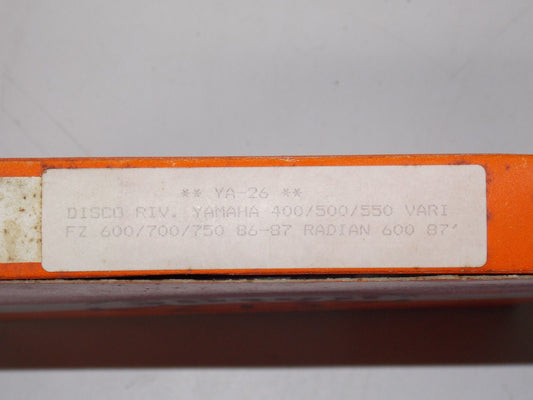 ** YA-26 **
DISCO RIV. YAMAHA 400/500/550 VARI
FZ 600/700/750 86-87 RADIAN 600 87'